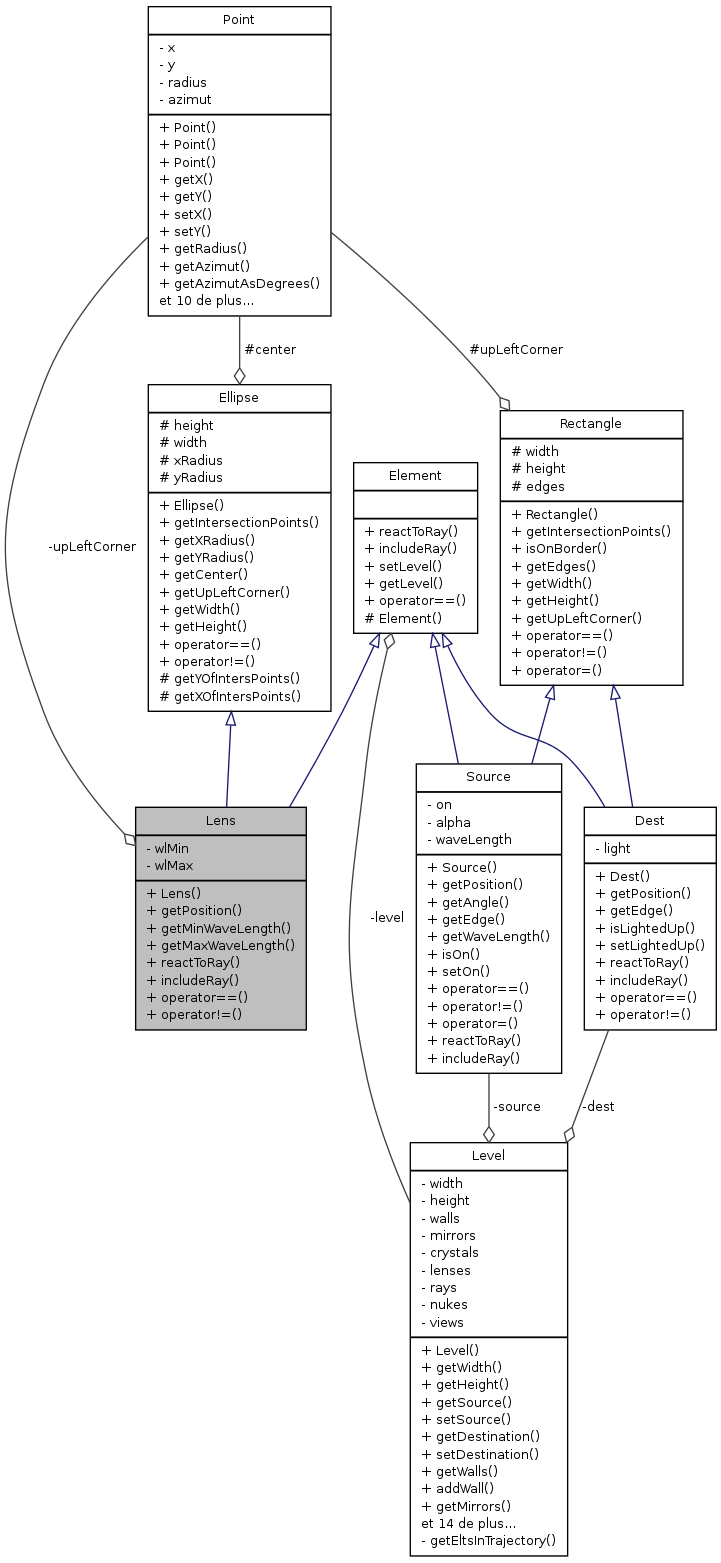 Point
- x
- y
- radius
- azimut
+ Point()
+ Point()
+ Point()
+ getX()
+ getY()
+ setX()
+ setY()
+ getRadius()
+ getAzimut()
+ getAzimutAsDegrees()
et 10 de plus...
#center
#upLeftCorner
-upLeftCorner
Ellipse
# height
# width
# xRadius
# yRadius
+ Ellipse()
+ getIntersectionPoints()
+ getXRadius()
+ getYRadius()
+ getCenter()
+ getUpLeftCorner()
+ getWidth()
+ getHeight()
+ operator==()
+ operator!=()
# getYOfIntersPoints()
# getXOfIntersPoints()
Element
+ reactToRay()
+ includeRay()
+ setLevel()
+ getLevel()
+ operator==()
# Element()
Rectangle
# width
# height
# edges
+ Rectangle()
+ getIntersectionPoints()
+ isOnBorder()
+ getEdges()
+ getWidth()
+ getHeight()
+ getUpLeftCorner()
+ operator==()
+ operator!=()
+ operator=()
Lens
- wlMin
- wlMax
+ Lens()
+ getPosition()
+ getMinWaveLength()
+ getMaxWaveLength()
+ reactToRay()
+ includeRay()
+ operator==()
+ operator!=()
-level
Source
- on
- alpha
- waveLength
+ Source()
+ getPosition()
+ getAngle()
+ getEdge()
+ getWaveLength()
+ isOn()
+ setOn()
+ operator==()
+ operator!=()
+ operator=()
+ reactToRay()
+ includeRay()
Dest
- light
+ Dest()
+ getPosition()
+ getEdge()
+ isLightedUp()
+ setLightedUp()
+ reactToRay()
+ includeRay()
+ operator==()
+ operator!=()
-source
-dest
Level
- width
- height
- walls
- mirrors
- crystals
- lenses
- rays
- nukes
- views
+ Level()
+ getWidth()
+ getHeight()
+ getSource()
+ setSource()
+ getDestination()
+ setDestination()
+ getWalls()
+ addWall()
+ getMirrors()
et 14 de plus...
- getEltsInTrajectory()